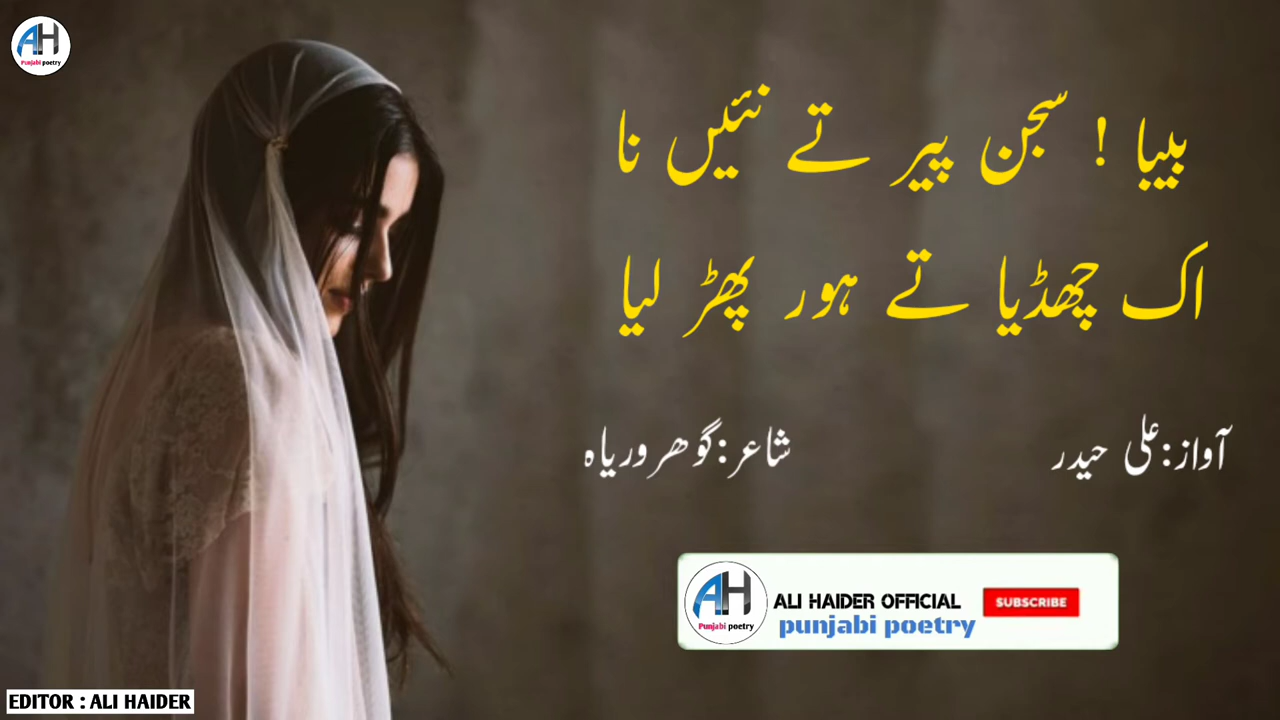 AH
Punjabi poetry
ببیا ! سجن پیر تے نئیں نا
اک چھڈیا تے ہور پھڑ لیا
آواز:علی حیدر شاعر:گوھر وریاہ
AH
Punjabi poetry
ALI HAIDER OFFICIAL
punjabi poetry
SUBSCRIBE
EDITOR : ALI HAIDER